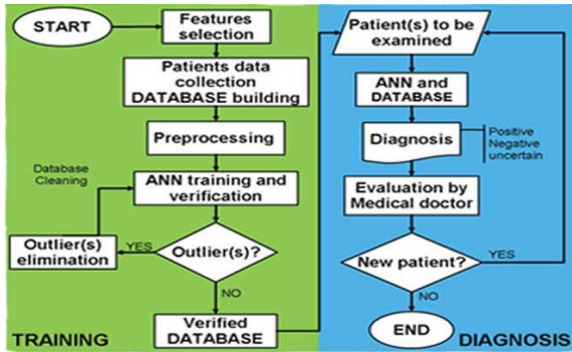 START
Features
selection
Patients data
collection
DATABASE building
Preprocessing
Database
Cleaning
ANN training and
verification
Outlier(s)
elimination
YES
Outlier(s)?
NO
Verified
DATABASE
TRAINING
Patient(s) to be
examined
ANN and
DATABASE
Diagnosis
Positive
Negative
uncertain
Evaluation by
Medical doctor
New patient?
YES
NO
END
DIAGNOSIS